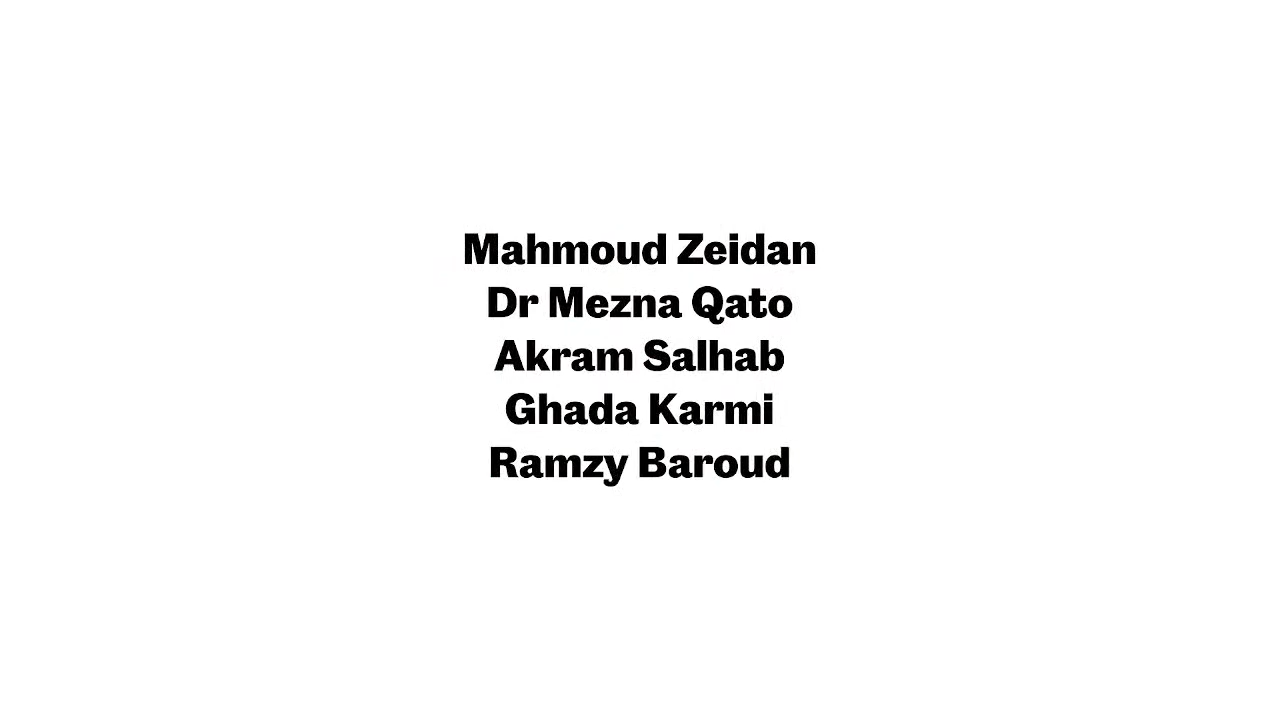 Mahmoud Zeidan
Dr Mezna Qato
Akram Salhab
Ghada Karmi
Ramzy Baroud